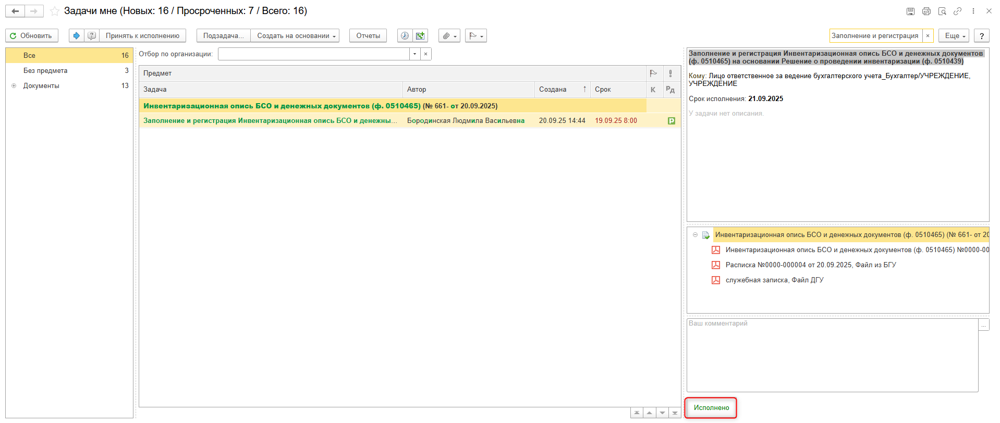 Задачи мне (Новых: 16 / Просроченных: 7 / Всего: 16)
Обновить
Принять к исполнению
Подзадача...
Создать на основании
Отчеты
Заполнение и регистрация
×
Еще
?
Все 16
Без предмета 3
Документы 13
Отбор по организации:
Предмет
Задача Автор Создана ↑ Срок К Рд
Инвентаризационная опись БСО и денежных документов (ф. 0510465) (№ 661- от 20.09.2025)
Заполнение и регистрация Инвентаризационная опись БСО и денежны... Бородинская Людмила Васильевна 20.09.25 14:44 19.09.25 8:00 P
Заполнение и регистрация Инвентаризационная опись БСО и денежных документов
(ф. 0510465) на основании Решение о проведении инвентаризации (ф. 0510439)
Кому: Лицо ответственное за ведение бухгалтерского учета_Бухгалтер/УЧРЕЖДЕНИЕ,
УЧРЕЖДЕНИЕ
Срок исполнения: 21.09.2025
У задачи нет описания.
Инвентаризационная опись БСО и денежных документов (ф. 0510465) (№ 661- от 20
Инвентаризационная опись БСО и денежных документов (ф. 0510465) №0000-00
Расписка №0000-000004 от 20.09.2025, Файл из БГУ
служебная записка, Файл ДГУ
Ваш комментарий
...
Исполнено